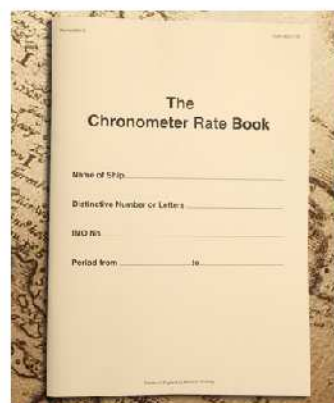 The
Chronometer Rate Book
Name of Ship
Distinctive Number or Letters
IMO No.
Period from to